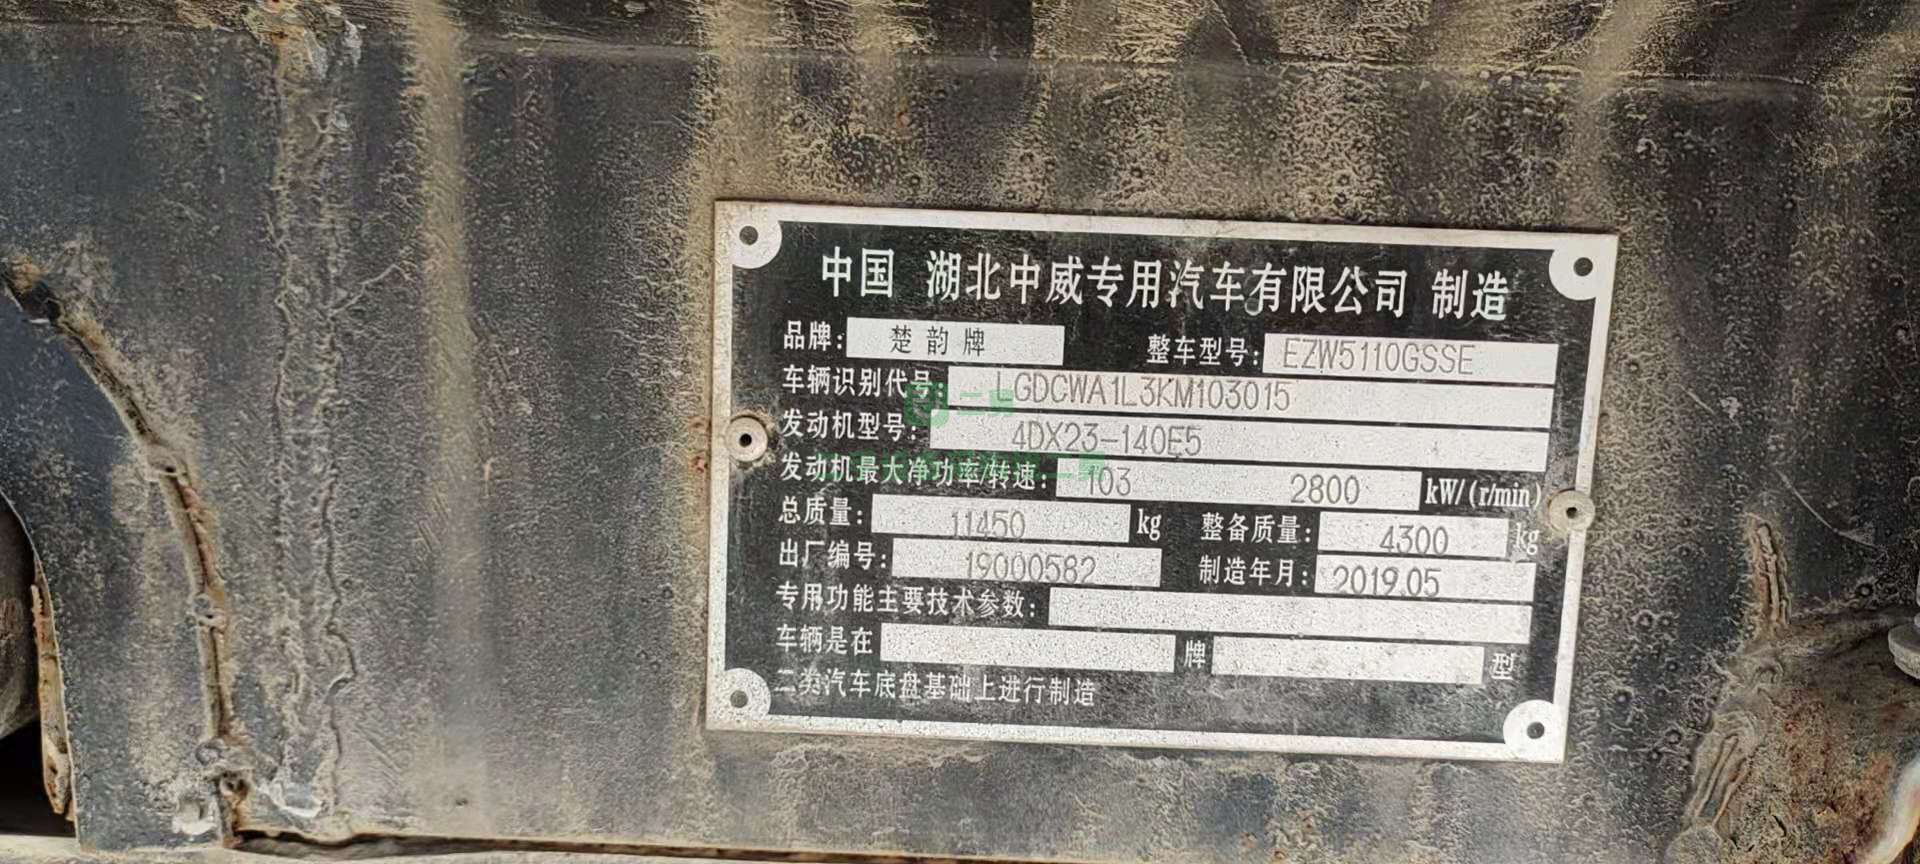 中国 湖北中威专用汽车有限公司 制造
品牌: 楚韵牌 整车型号: EZW5110GSSE
车辆识别代号: LGDCWA1L3KM103015
发动机型号: 4DX23-140E5
发动机最大净功率/转速: 103 2800 kW/(r/min)
总质量: 11450 kg 整备质量: 4300 kg
出厂编号: 19000582 制造年月: 2019.05
专用功能主要技术参数:
车辆是在 牌 型
二类汽车底盘基础上进行制造